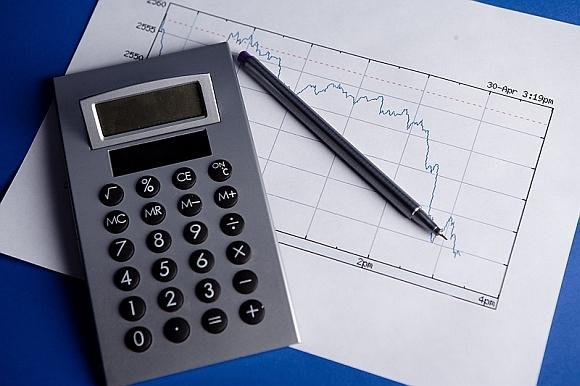 2560
2555
2550
30-Apr 3:19pm
2pm
4pm
√ % CE ON/C
MC MR M− M+
7 8 9 ÷
4 5 6 ×
1 2 3 −
0 · = +